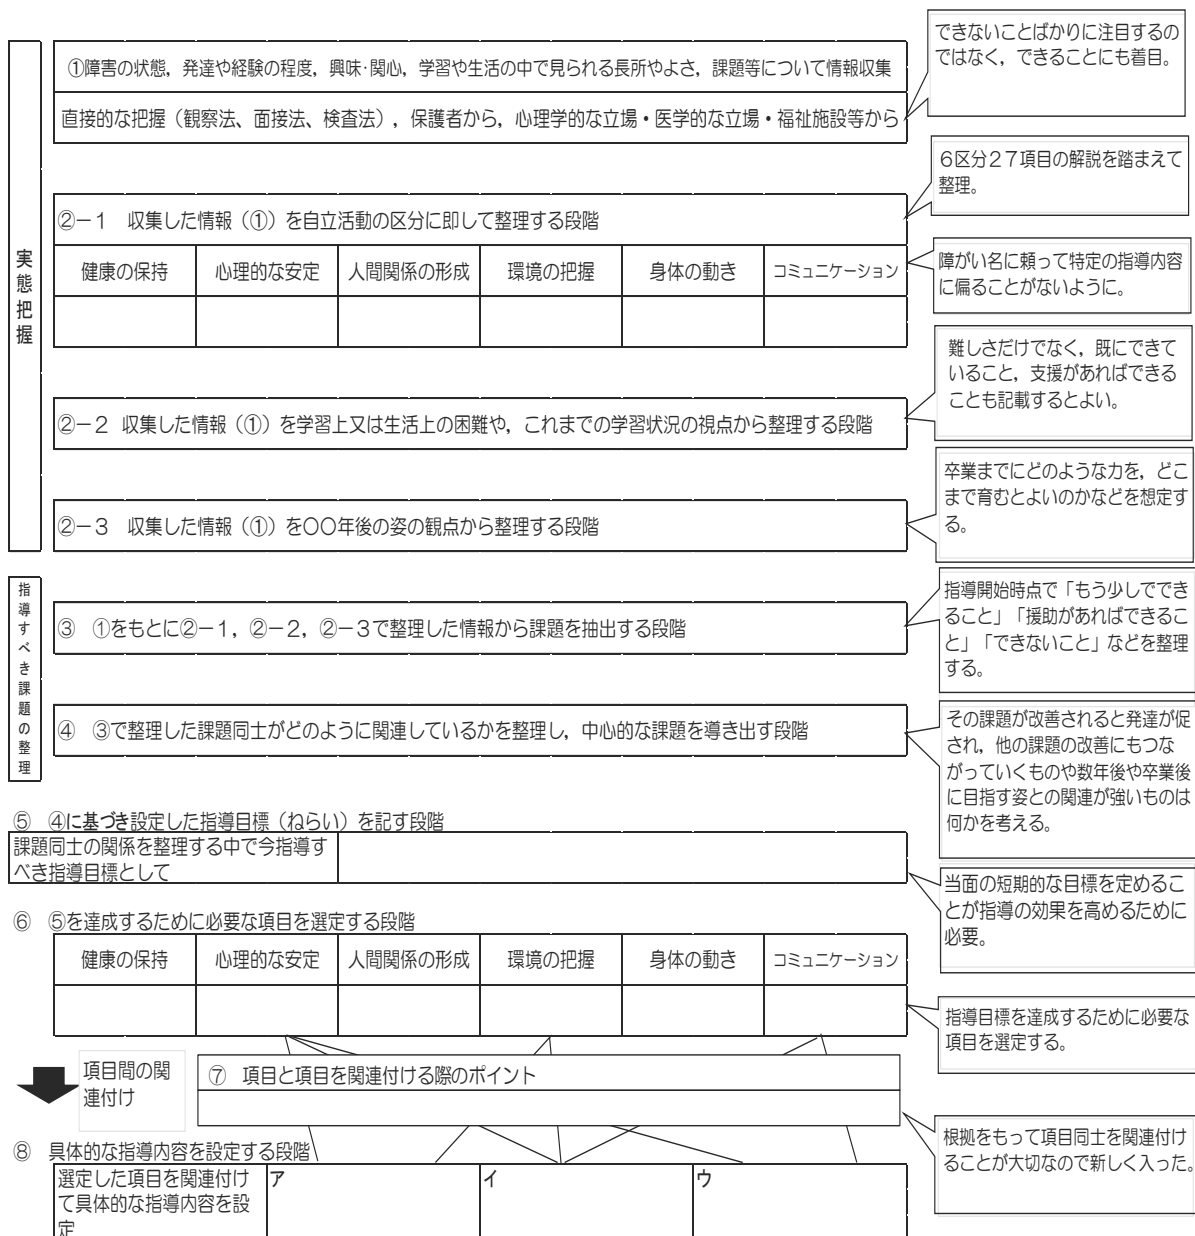 できないことばかりに注目するの
ではなく，できることにも着目。
①障害の状態，発達や経験の程度，興味･関心，学習や生活の中で見られる長所やよさ，課題等について情報収集
直接的な把握（観察法、面接法、検査法），保護者から，心理学的な立場・医学的な立場・福祉施設等から
６区分２７項目の解説を踏まえて
整理。
実態把握
②－１　収集した情報（①）を自立活動の区分に即して整理する段階
健康の保持
心理的な安定
人間関係の形成
環境の把握
身体の動き
コミュニケーション
障がい名に頼って特定の指導内容
に偏ることがないように。
難しさだけでなく，既にできて
いること，支援があればできる
ことも記載するとよい。
②－２ 収集した情報（①）を学習上又は生活上の困難や，これまでの学習状況の視点から整理する段階
卒業までにどのような力を，どこ
まで育むとよいのかなどを想定す
る。
②－３　収集した情報（①）を〇〇年後の姿の観点から整理する段階
指導すべき課題の整理
指導開始時点で「もう少しででき
ること」「援助があればできるこ
と」「できないこと」などを整理
する。
③　①をもとに②－１，②－２，②－３で整理した情報から課題を抽出する段階
④　③で整理した課題同士がどのように関連しているかを整理し，中心的な課題を導き出す段階
その課題が改善されると発達が促
され，他の課題の改善にもつな
がっていくものや数年後や卒業後
に目指す姿との関連が強いものは
何かを考える。
⑤　④に基づき設定した指導目標（ねらい）を記す段階
課題同士の関係を整理する中で今指導す
べき指導目標として
当面の短期的な目標を定めるこ
とが指導の効果を高めるために
必要。
⑥　⑤を達成するために必要な項目を選定する段階
健康の保持
心理的な安定
人間関係の形成
環境の把握
身体の動き
コミュニケーション
指導目標を達成するために必要な
項目を選定する。
項目間の関
連付け
⑦　項目と項目を関連付ける際のポイント
根拠をもって項目同士を関連付け
ることが大切なので新しく入った。
⑧　具体的な指導内容を設定する段階
選定した項目を関連付け
て具体的な指導内容を設
定
ア
イ
ウ